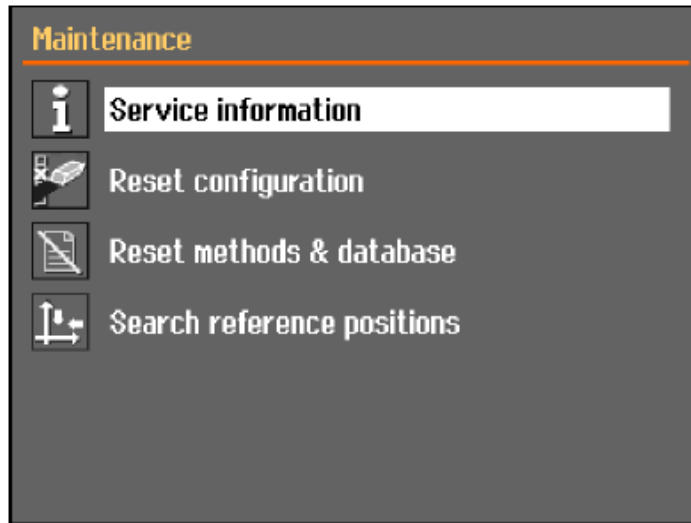 Maintenance
Service information
Reset configuration
Reset methods & database
Search reference positions